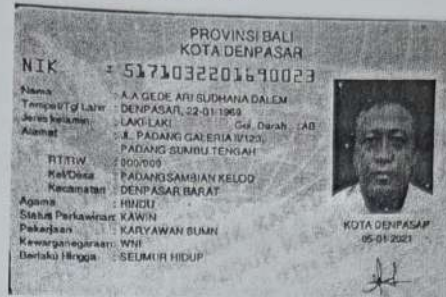 PROVINSI BALI
KOTA DENPASAR
NIK : 5171032201690023
Nama : A.A GEDE ARI SUDHANA DALEM
Tempat/Tgl Lahir : DENPASAR, 22-01-1969
Jenis kelamin : LAKI-LAKI Gol. Darah : AB
Alamat : JL. PADANG GALERIA II/123,
PADANG SUMBU TENGAH
RT/RW : 000/000
Kel/Desa : PADANGSAMBIAN KELOD
Kecamatan : DENPASAR BARAT
Agama : HINDU
Status Perkawinan: KAWIN
Pekerjaan : KARYAWAN BUMN
Kewarganegaraan: WNI
Berlaku Hingga : SEUMUR HIDUP
KOTA DENPASAR
05-01-2021